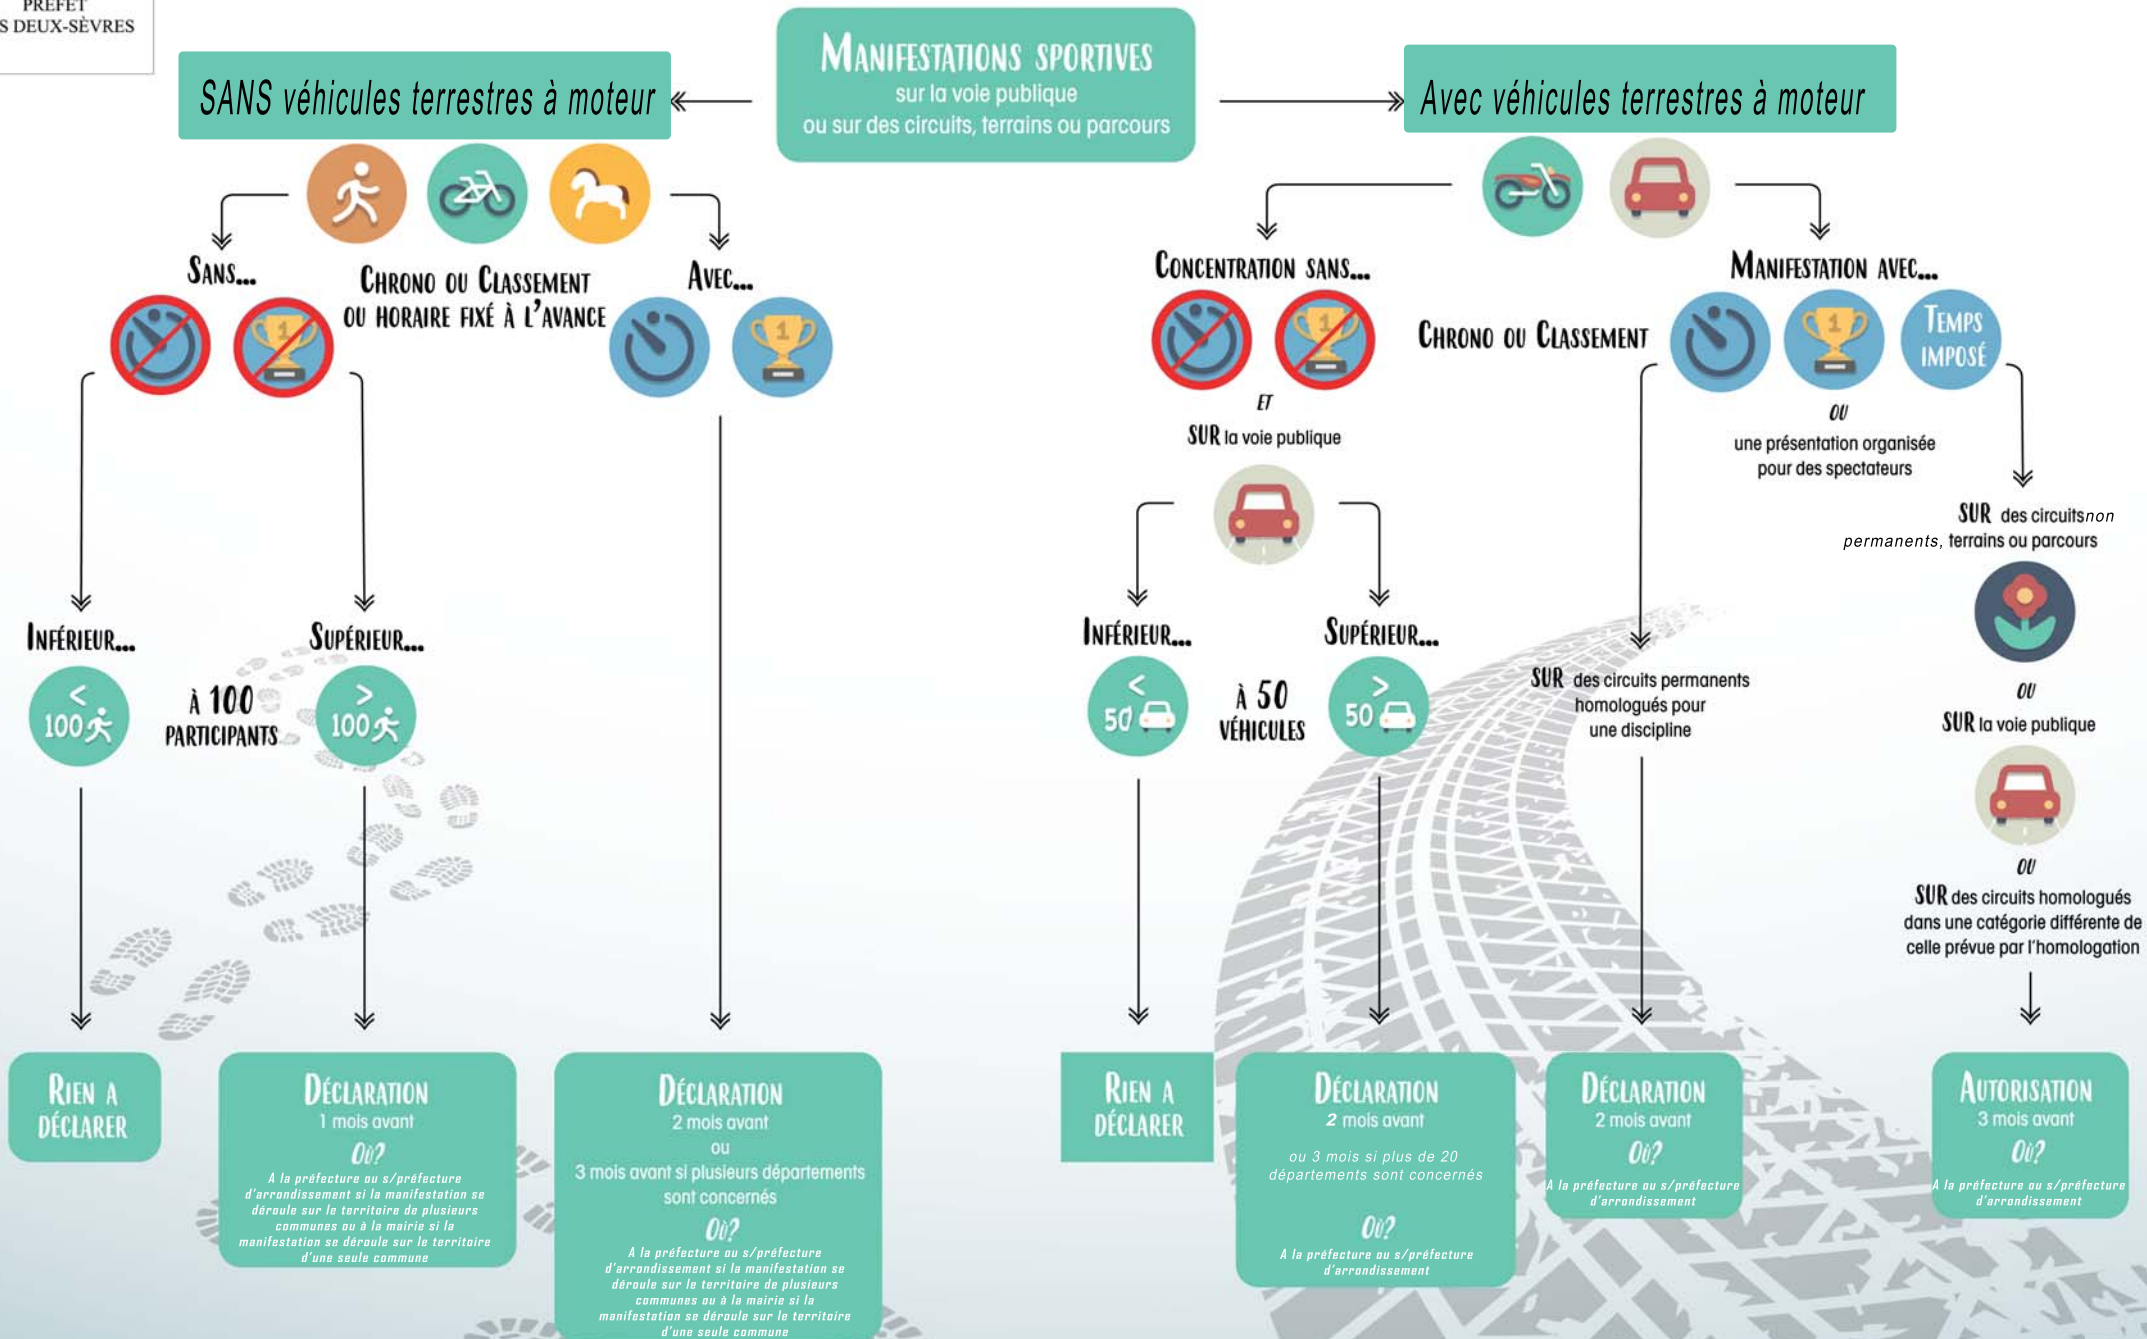 PRÉFET
S DEUX-SÈVRES
MANIFESTATIONS SPORTIVES
sur la voie publique
ou sur des circuits, terrains ou parcours
SANS véhicules terrestres à moteur
SANS...
CHRONO OU CLASSEMENT
OU HORAIRE FIXÉ À L'AVANCE
AVEC...
1
1
INFÉRIEUR...
<
100
À 100
PARTICIPANTS
SUPÉRIEUR...
>
100
RIEN A
DÉCLARER
DÉCLARATION
1 mois avant
Où?
A la préfecture ou s/préfecture
d'arrondissement si la manifestation se
déroule sur le territoire de plusieurs
communes ou à la mairie si la
manifestation se déroule sur le territoire
d'une seule commune
DÉCLARATION
2 mois avant
ou
3 mois avant si plusieurs départements
sont concernés
Où?
A la préfecture ou s/préfecture
d'arrondissement si la manifestation se
déroule sur le territoire de plusieurs
communes ou à la mairie si la
manifestation se déroule sur le territoire
d'une seule commune
Avec véhicules terrestres à moteur
CONCENTRATION SANS...
1
ET
SUR la voie publique
CHRONO OU CLASSEMENT
MANIFESTATION AVEC...
1
TEMPS
IMPOSÉ
OU
une présentation organisée
pour des spectateurs
INFÉRIEUR...
<
50
À 50
VÉHICULES
SUPÉRIEUR...
>
50
SUR des circuits permanents
homologués pour
une discipline
SUR des circuits non
permanents, terrains ou parcours
OU
SUR la voie publique
OU
SUR des circuits homologués
dans une catégorie différente de
celle prévue par l'homologation
RIEN A
DÉCLARER
DÉCLARATION
2 mois avant
ou 3 mois si plus de 20
départements sont concernés
Où?
A la préfecture ou s/préfecture
d'arrondissement
DÉCLARATION
2 mois avant
Où?
A la préfecture ou s/préfecture
d'arrondissement
AUTORISATION
3 mois avant
Où?
A la préfecture ou s/préfecture
d'arrondissement